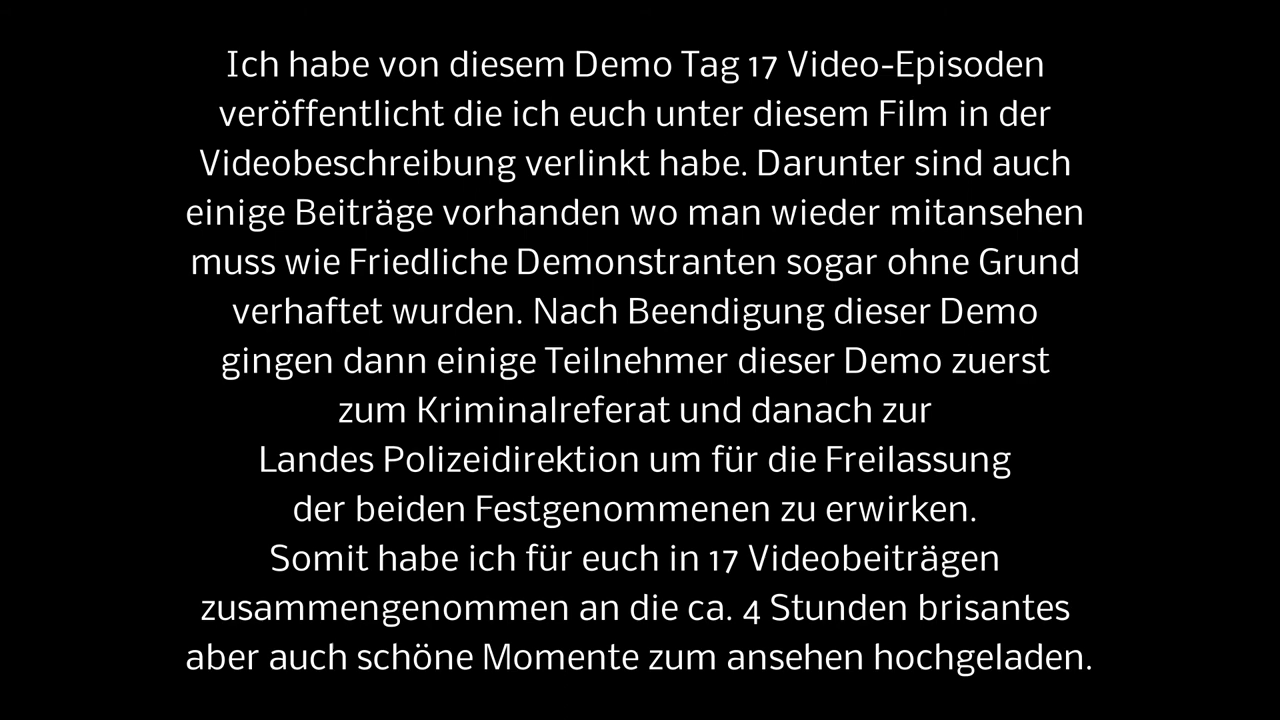 Ich habe von diesem Demo Tag 17 Video-Episoden
veröffentlicht die ich euch unter diesem Film in der
Videobeschreibung verlinkt habe. Darunter sind auch
einige Beiträge vorhanden wo man wieder mitansehen
muss wie Friedliche Demonstranten sogar ohne Grund
verhaftet wurden. Nach Beendigung dieser Demo
gingen dann einige Teilnehmer dieser Demo zuerst
zum Kriminalreferat und danach zur
Landes Polizeidirektion um für die Freilassung
der beiden Festgenommenen zu erwirken.
Somit habe ich für euch in 17 Videobeiträgen
zusammengenommen an die ca. 4 Stunden brisantes
aber auch schöne Momente zum ansehen hochgeladen.